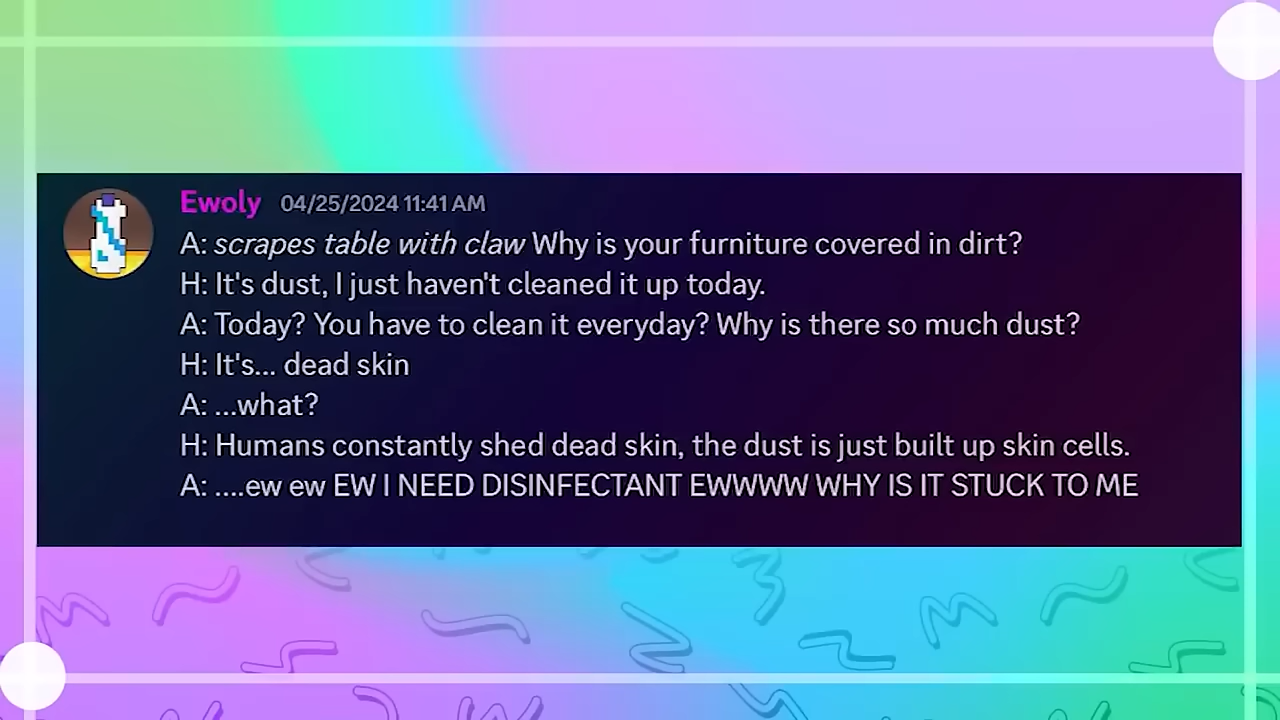 Ewoly 04/25/2024 11:41 AM
A: scrapes table with claw Why is your furniture covered in dirt?
H: It's dust, I just haven't cleaned it up today.
A: Today? You have to clean it everyday? Why is there so much dust?
H: It's... dead skin
A: ...what?
H: Humans constantly shed dead skin, the dust is just built up skin cells.
A: ....ew ew EW I NEED DISINFECTANT EWWWW WHY IS IT STUCK TO ME